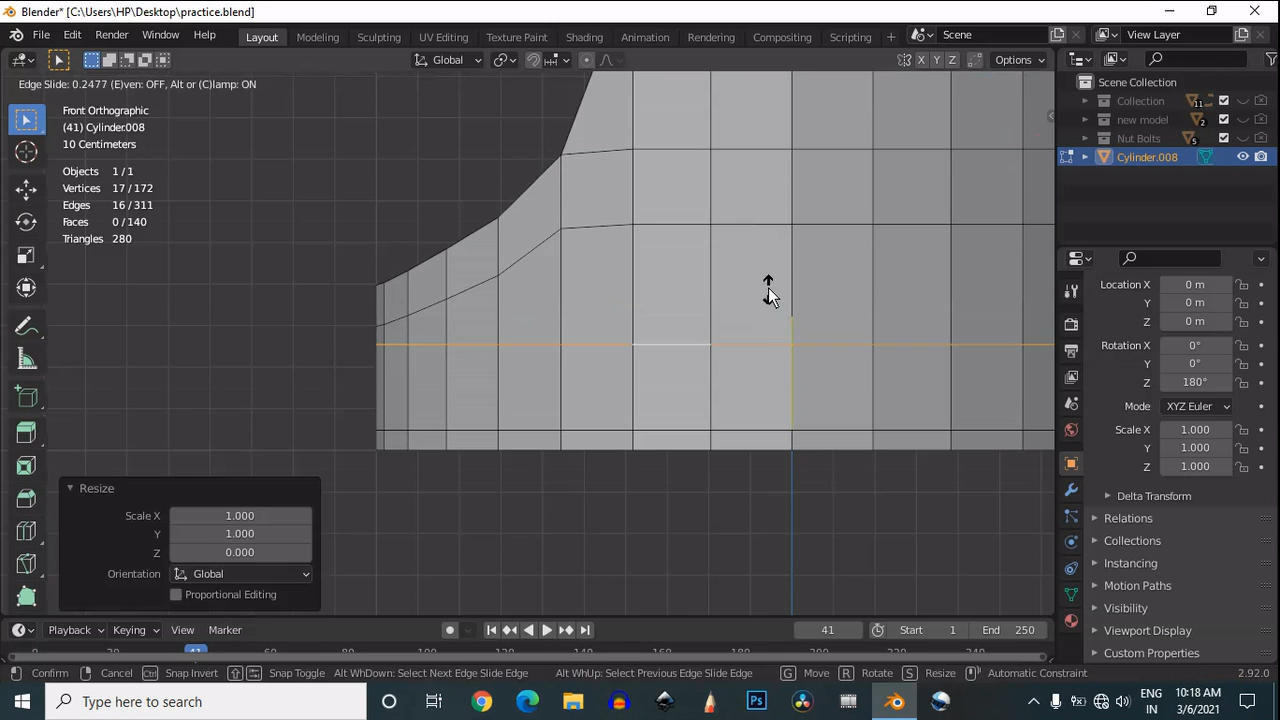 Blender* [C:\Users\HP\Desktop\practice.blend]
File Edit Render Window Help Layout Modeling Sculpting UV Editing Texture Paint Shading Animation Rendering Compositing Scripting + Scene View Layer
Global X Y Z Options
Edge Slide: 0.2477 (E)ven: OFF, Alt or (C)lamp: ON
Front Orthographic
(41) Cylinder.008
10 Centimeters
Objects 1 / 1
Vertices 17 / 172
Edges 16 / 311
Faces 0 / 140
Triangles 280
Scene Collection
Collection 11
new model 2
Nut Bolts 5
Cylinder.008
Location X 0 m
Y 0 m
Z 0 m
Rotation X 0°
Y 0°
Z 180°
Mode XYZ Euler
Scale X 1.000
Y 1.000
Z 1.000
Delta Transform
Relations
Collections
Instancing
Motion Paths
Visibility
Viewport Display
Custom Properties
Resize
Scale X 1.000
Y 1.000
Z 0.000
Orientation Global
Proportional Editing
Playback Keying View Marker 41 Start 1 End 250
41
Confirm Cancel Snap Invert Snap Toggle Alt WhDown: Select Next Edge Slide Edge Alt WhUp: Select Previous Edge Slide Edge G Move R Rotate S Resize Automatic Constraint 2.92.0
Type here to search
Ps
ENG
IN
10:18 AM
3/6/2021